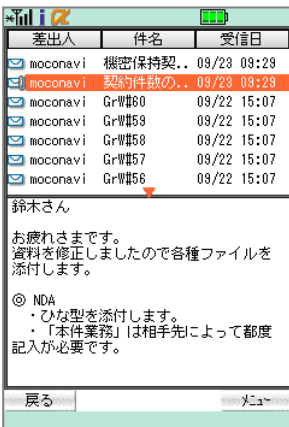 差出人 件名 受信日
moconavi 機密保持契.. 09/23 09:29
moconavi 契約件数の.. 09/23 09:29
moconavi GrW#60 09/22 15:07
moconavi GrW#59 09/22 15:07
moconavi GrW#58 09/22 15:07
moconavi GrW#57 09/22 15:07
moconavi GrW#56 09/22 15:07
鈴木さん
お疲れさまです。
資料を修正しましたので各種ファイルを
添付します。
◎ NDA
・ひな型を添付します。
・「本件業務」は相手先によって都度
記入が必要です。
戻る ﾒﾆｭｰ